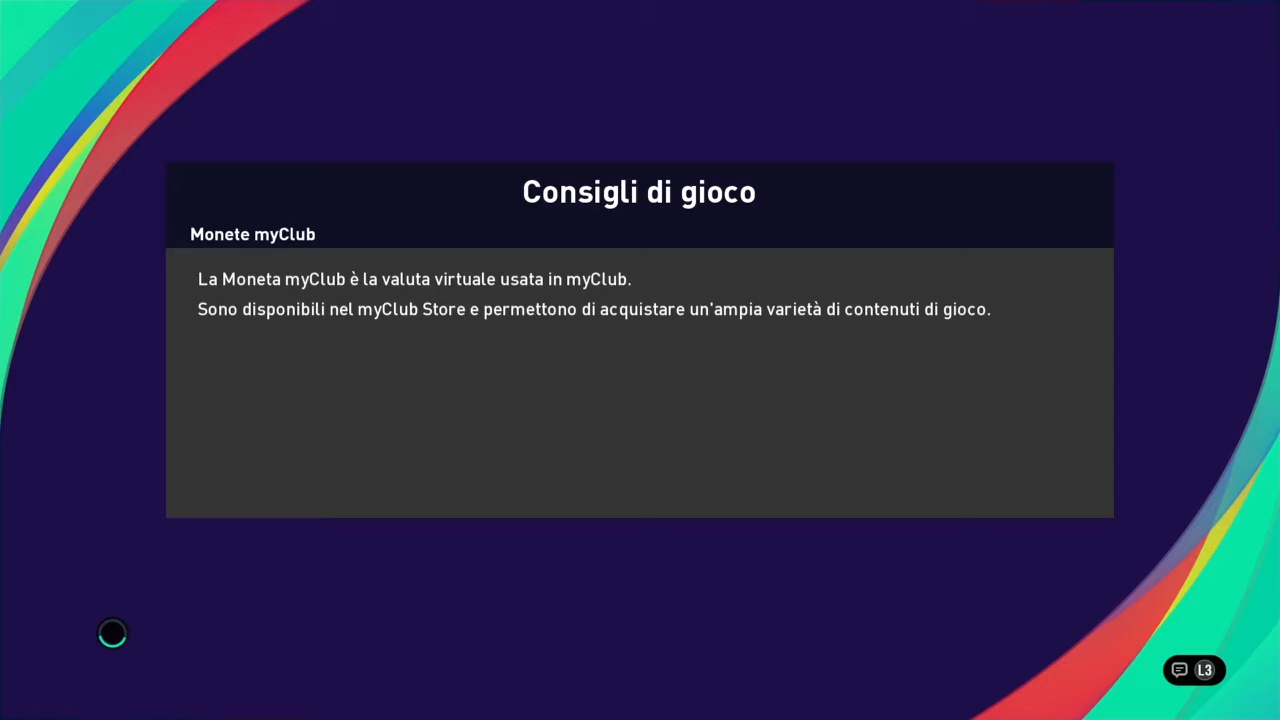 Consigli di gioco
Monete myClub
La Moneta myClub è la valuta virtuale usata in myClub.
Sono disponibili nel myClub Store e permettono di acquistare un'ampia varietà di contenuti di gioco.
L3